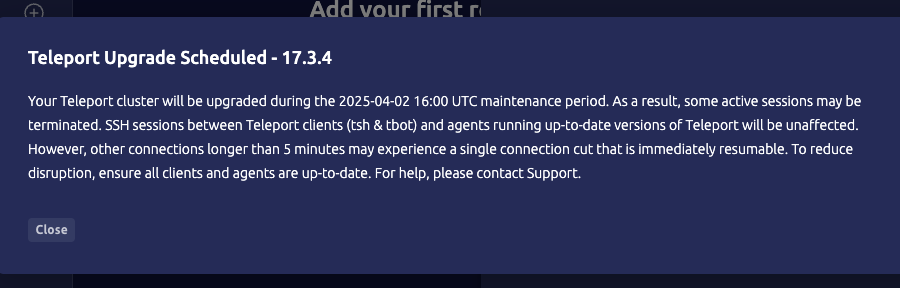 Add your first r
Teleport Upgrade Scheduled - 17.3.4
Your Teleport cluster will be upgraded during the 2025-04-02 16:00 UTC maintenance period. As a result, some active sessions may be
terminated. SSH sessions between Teleport clients (tsh & tbot) and agents running up-to-date versions of Teleport will be unaffected.
However, other connections longer than 5 minutes may experience a single connection cut that is immediately resumable. To reduce
disruption, ensure all clients and agents are up-to-date. For help, please contact Support.
Close